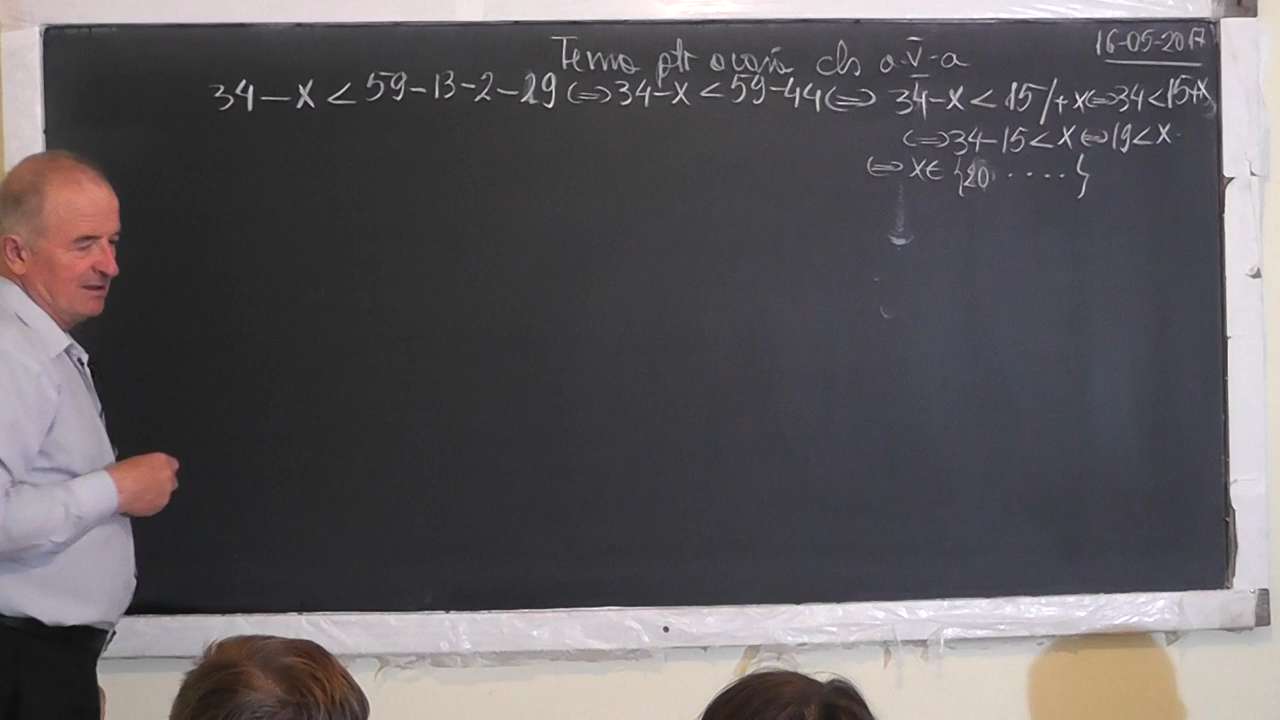 16-05-2017
Tema ptr acasă cls a V-a
34-x<59-13-2-29⇔34-x<59-44⇔34-x<15/+x⇔34<15+x
⇔34-15<x⇔19<x.
⇔x∈{20.....}